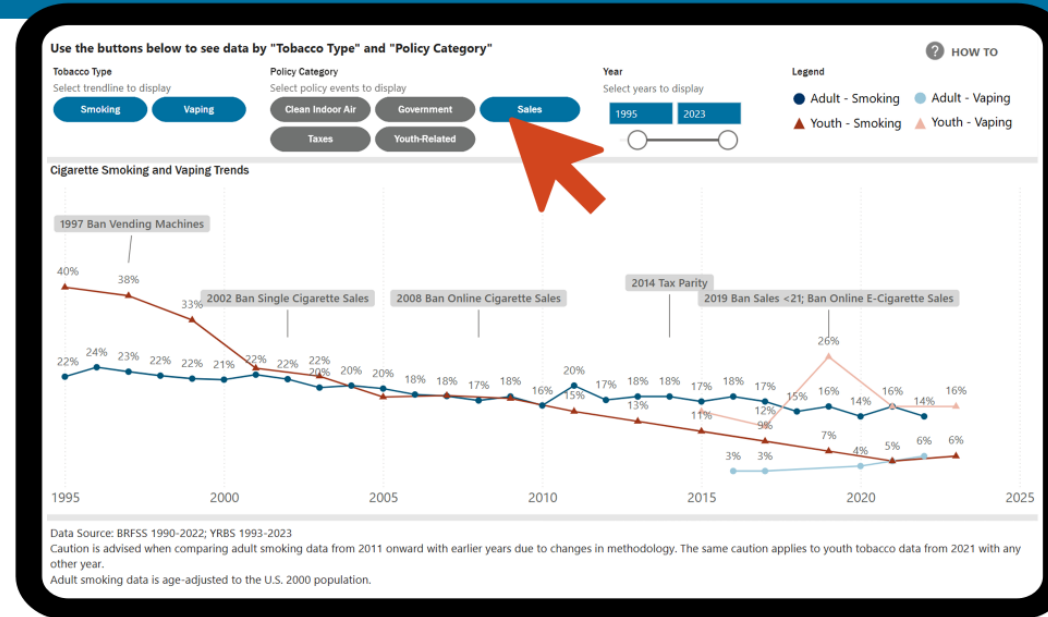 Use the buttons below to see data by "Tobacco Type" and "Policy Category"
? HOW TO
Tobacco Type
Select trendline to display
Smoking
Vaping
Policy Category
Select policy events to display
Clean Indoor Air
Government
Sales
Taxes
Youth-Related
Year
Select years to display
1995
2023
Legend
Adult - Smoking
Adult - Vaping
Youth - Smoking
Youth - Vaping
Cigarette Smoking and Vaping Trends
1997 Ban Vending Machines
2002 Ban Single Cigarette Sales
2008 Ban Online Cigarette Sales
2014 Tax Parity
2019 Ban Sales <21; Ban Online E-Cigarette Sales
40%
38%
33%
22%
22%
15%
13%
11%
9%
7%
5%
6%
22% 24% 23% 22% 22% 21% 22% 20% 20% 20% 18% 18% 17% 18% 16% 20% 17% 18% 18% 17% 18% 17% 15% 16% 14% 16% 14%
12%
26%
16%
3% 3% 4% 6%
1995 2000 2005 2010 2015 2020 2025
Data Source: BRFSS 1990-2022; YRBS 1993-2023
Caution is advised when comparing adult smoking data from 2011 onward with earlier years due to changes in methodology. The same caution applies to youth tobacco data from 2021 with any
other year.
Adult smoking data is age-adjusted to the U.S. 2000 population.